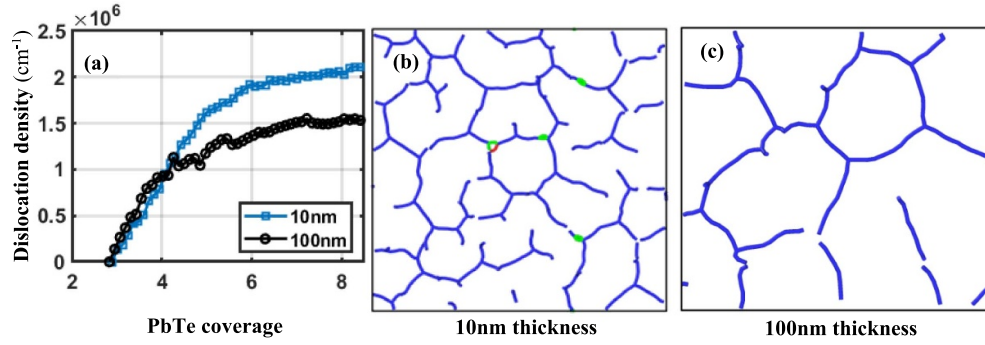 ×10⁶
2.5
2
1.5
1
0.5
0
Dislocation density (cm⁻¹)
(a)
10nm
100nm
2 4 6 8
PbTe coverage
(b)
10nm thickness
(c)
100nm thickness